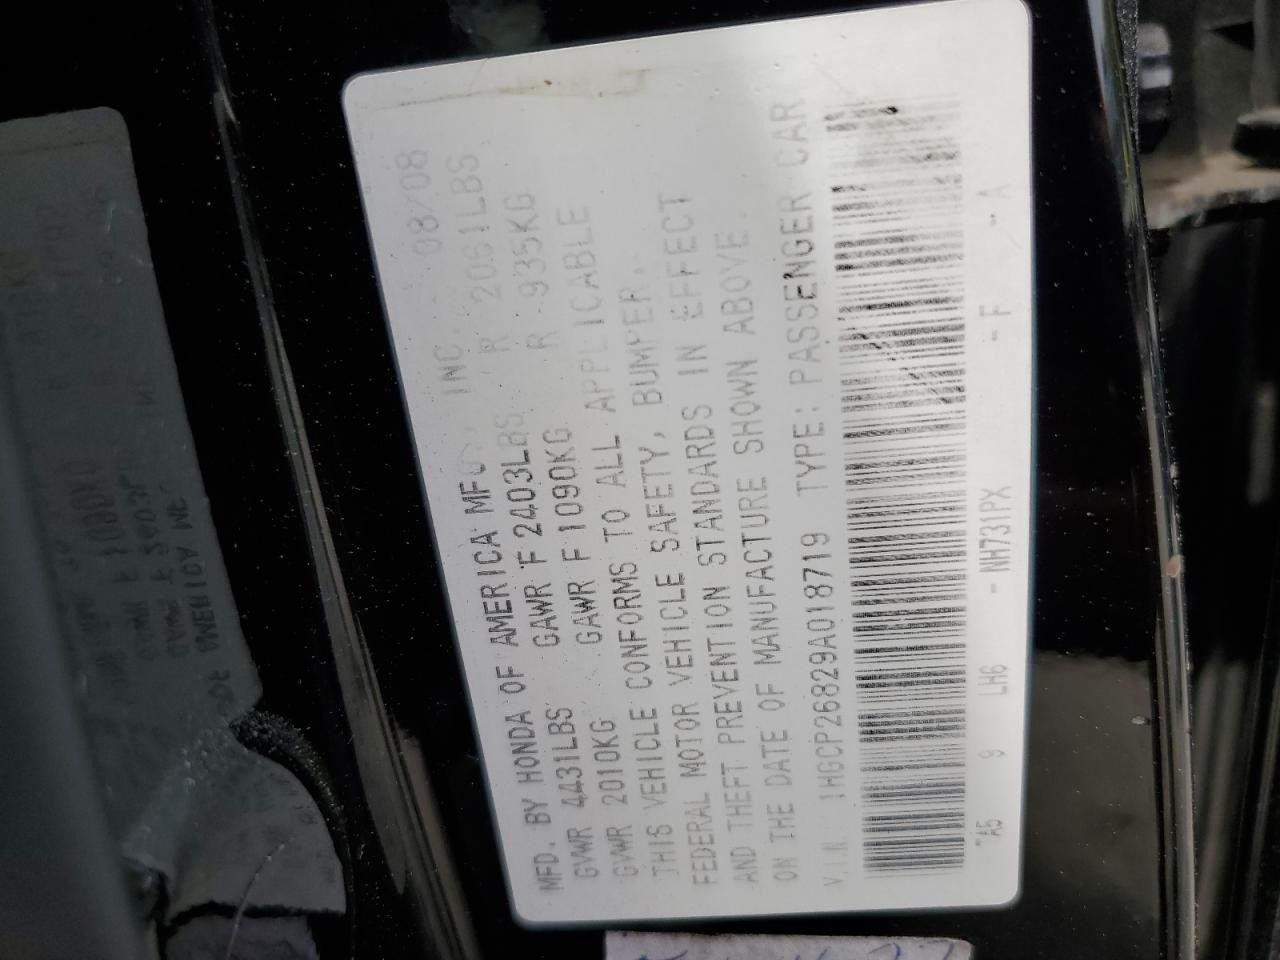 MFD. BY HONDA OF AMERICA MFG., INC. 08/08
GVWR 4431LBS GAWR F 2403LBS R 2061LBS
GVWR 2010KG GAWR F 1090KG R 935KG
THIS VEHICLE CONFORMS TO ALL APPLICABLE
FEDERAL MOTOR VEHICLE SAFETY, BUMPER,
AND THEFT PREVENTION STANDARDS IN EFFECT
ON THE DATE OF MANUFACTURE SHOWN ABOVE.
V.I.N. 1HGCP26829A018719 TYPE: PASSENGER CAR
A5 9 LH6 - NH731PX - F - A